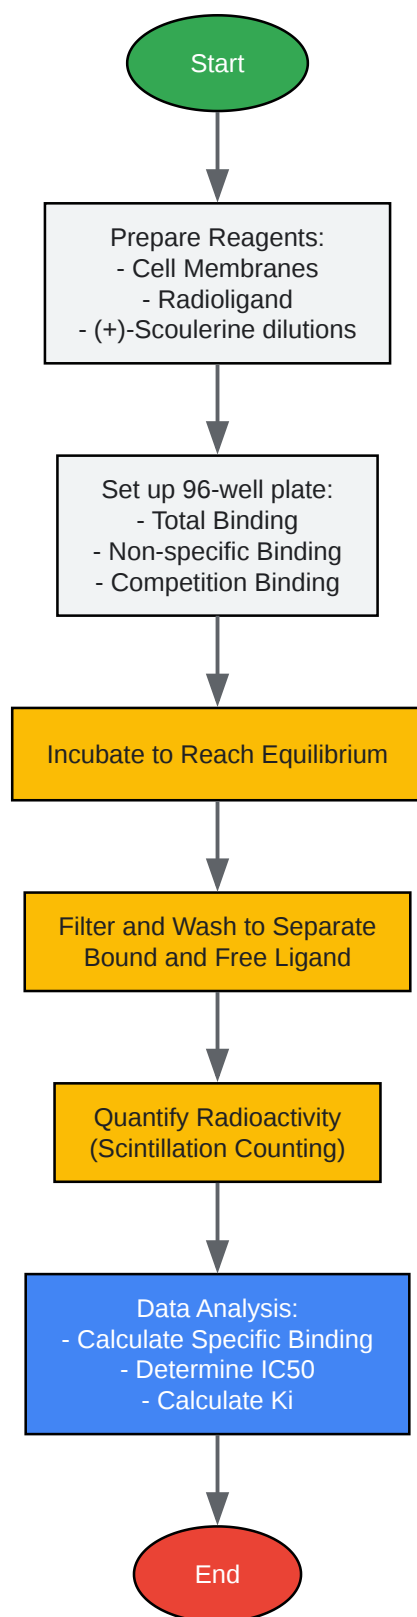 Start
Prepare Reagents:
- Cell Membranes
- Radioligand
- (+)-Scoulerine dilutions
Set up 96-well plate:
- Total Binding
- Non-specific Binding
- Competition Binding
Incubate to Reach Equilibrium
Filter and Wash to Separate
Bound and Free Ligand
Quantify Radioactivity
(Scintillation Counting)
Data Analysis:
- Calculate Specific Binding
- Determine IC50
- Calculate Ki
End